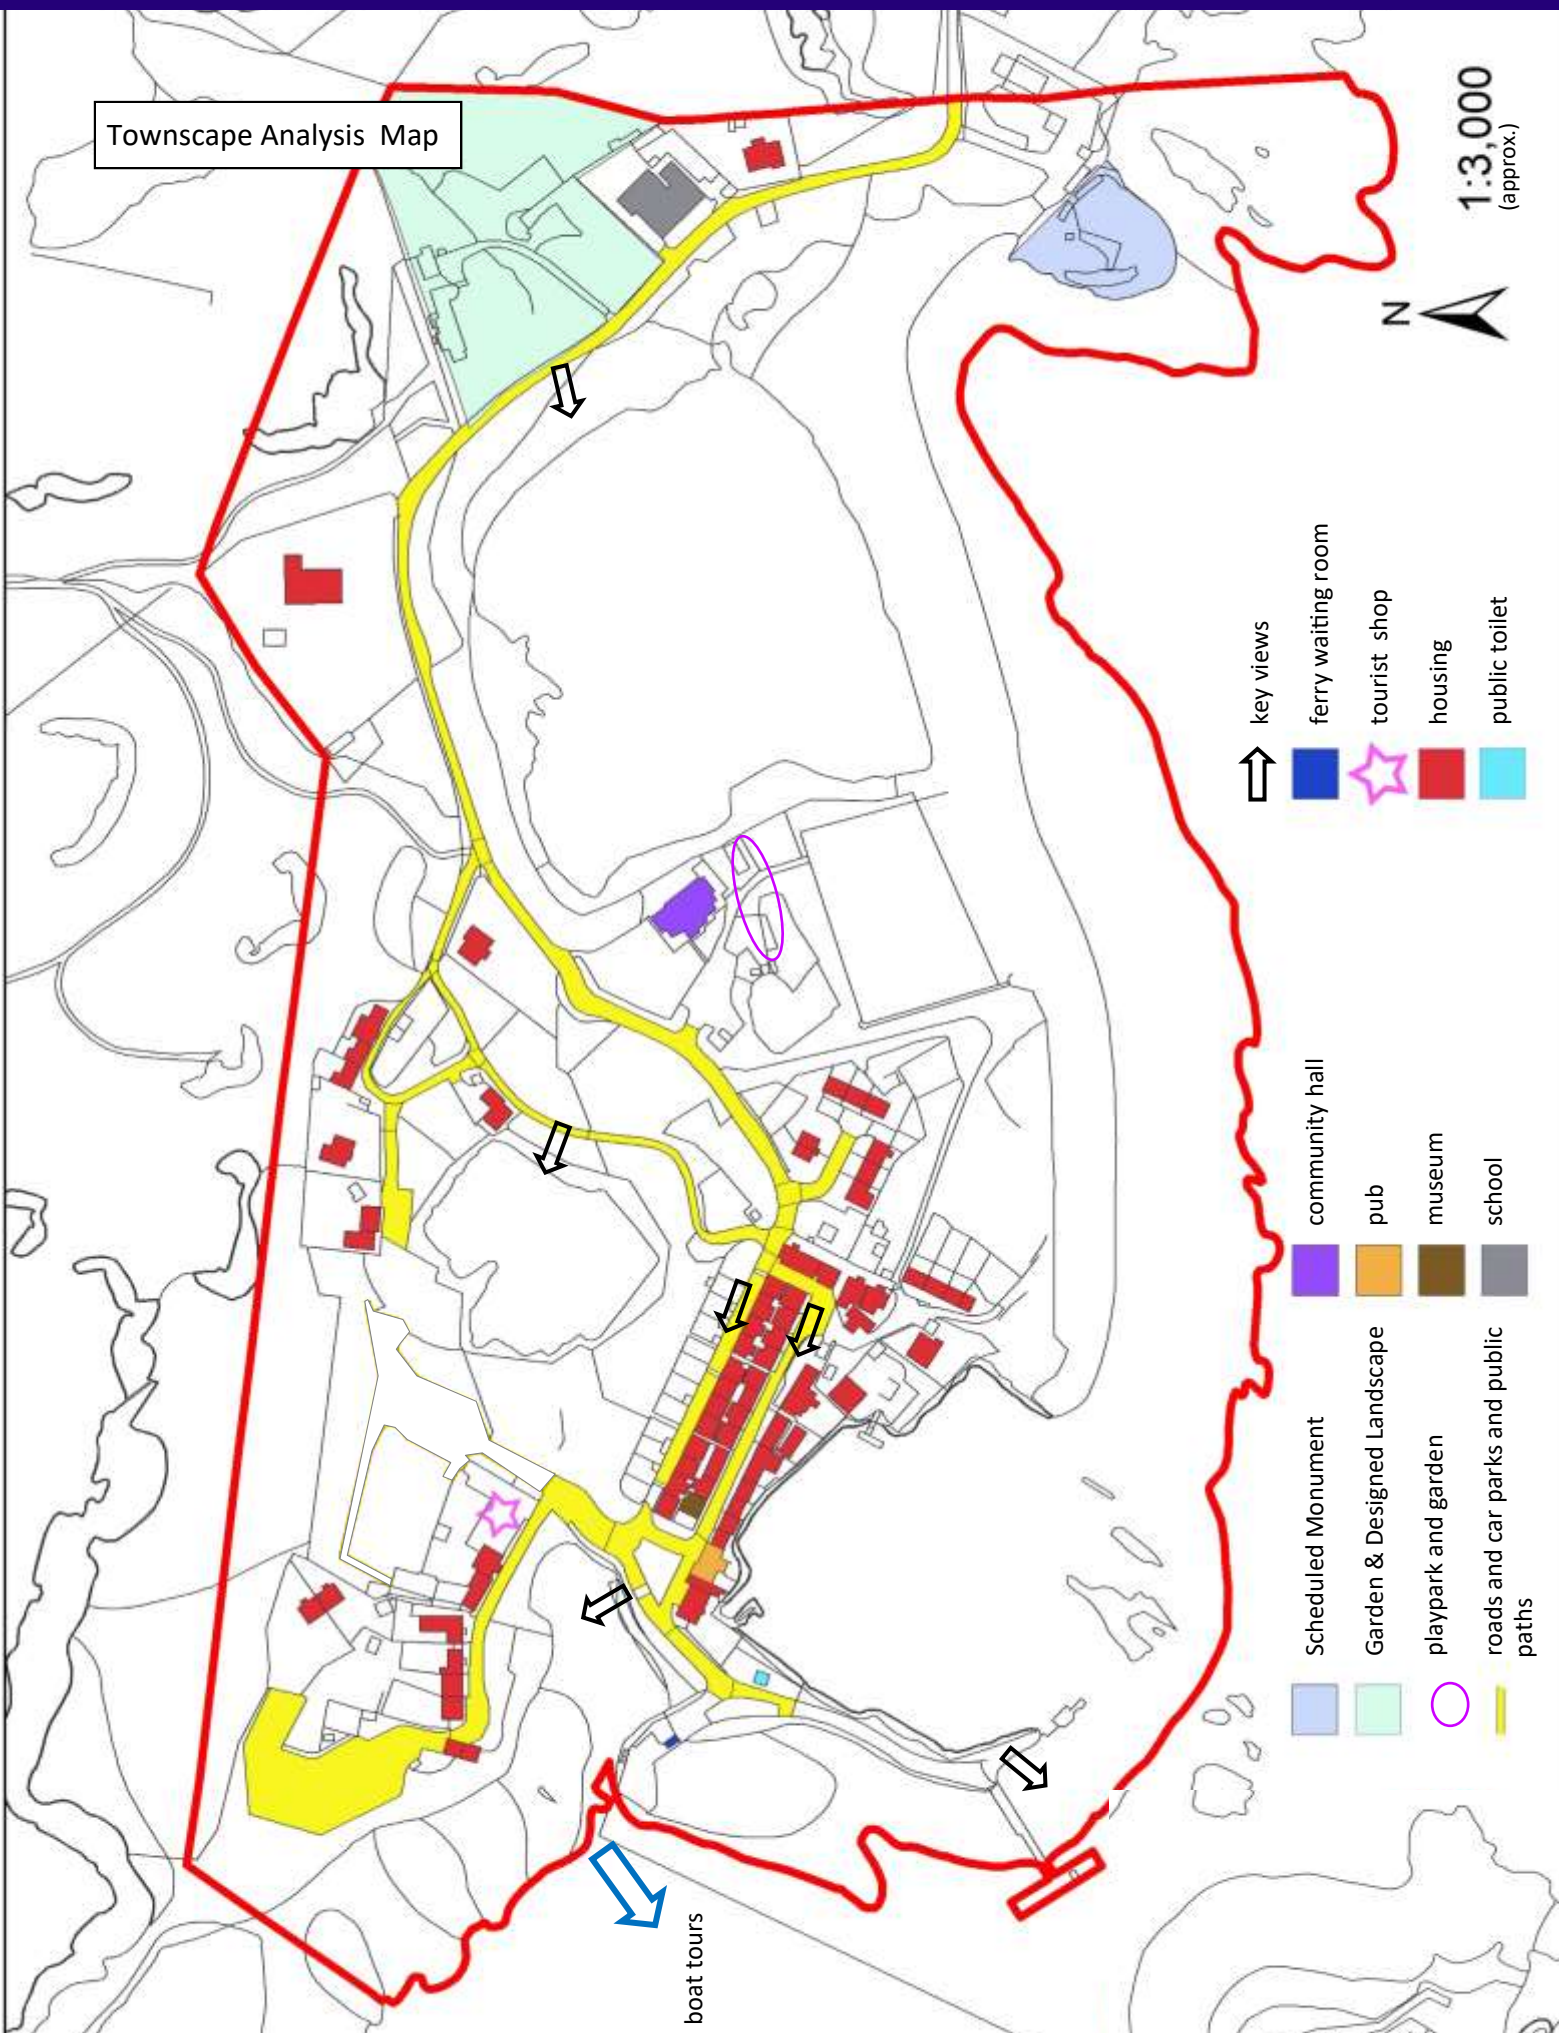 Townscape Analysis Map
1:3,000
(approx.)
N
key views
ferry waiting room
tourist shop
housing
public toilet
community hall
pub
museum
school
Scheduled Monument
Garden & Designed Landscape
playpark and garden
roads and car parks and public
paths
boat tours